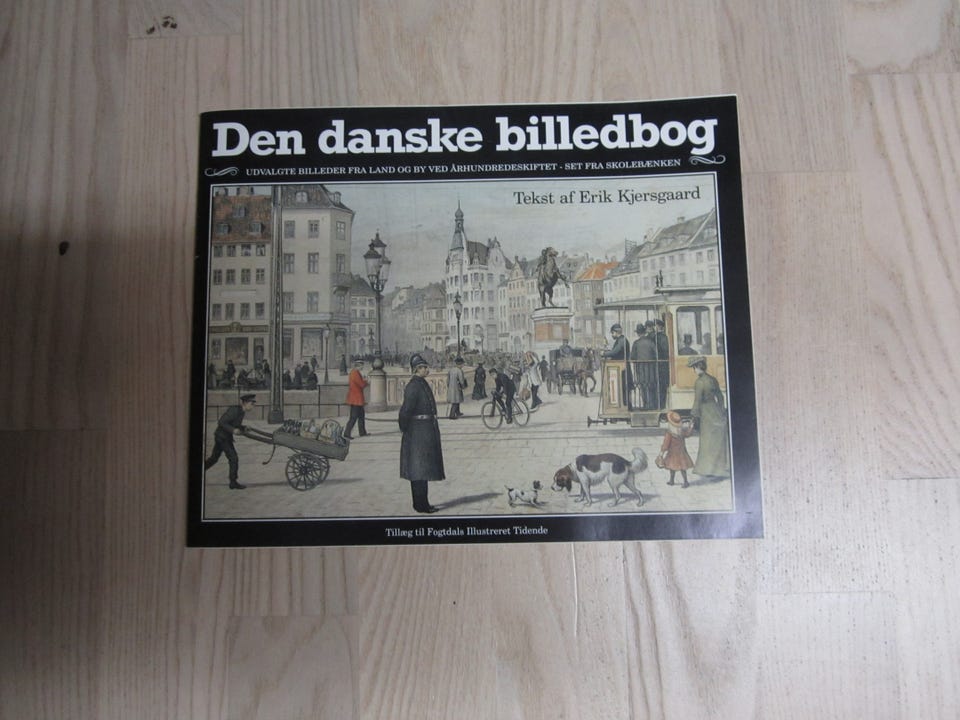 Den danske billedbog
UDVALGTE BILLEDER FRA LAND OG BY VED ÅRHUNDREDESKIFTET - SET FRA SKOLEBÆNKEN
Tekst af Erik Kjersgaard
Tillæg til Fogtdals Illustreret Tidende